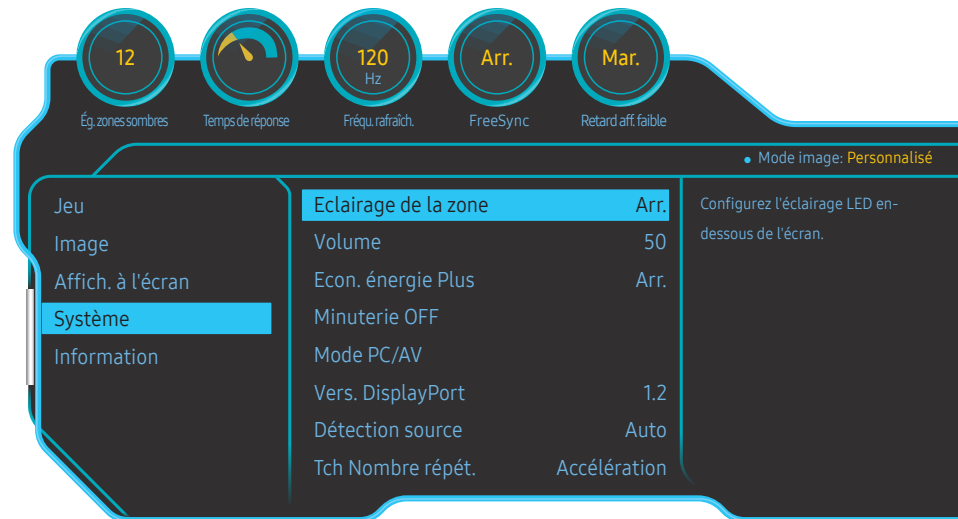 12
120
Hz
Arr.
Mar.
Ég. zones sombres
Temps de réponse
Fréqu. rafraîch.
FreeSync
Retard aff. faible
• Mode image: Personnalisé
Jeu
Image
Affich. à l'écran
Système
Information
Eclairage de la zone Arr.
Volume 50
Econ. énergie Plus Arr.
Minuterie OFF
Mode PC/AV
Vers. DisplayPort 1.2
Détection source Auto
Tch Nombre répét. Accélération
Configurez l'éclairage LED en-
dessous de l'écran.